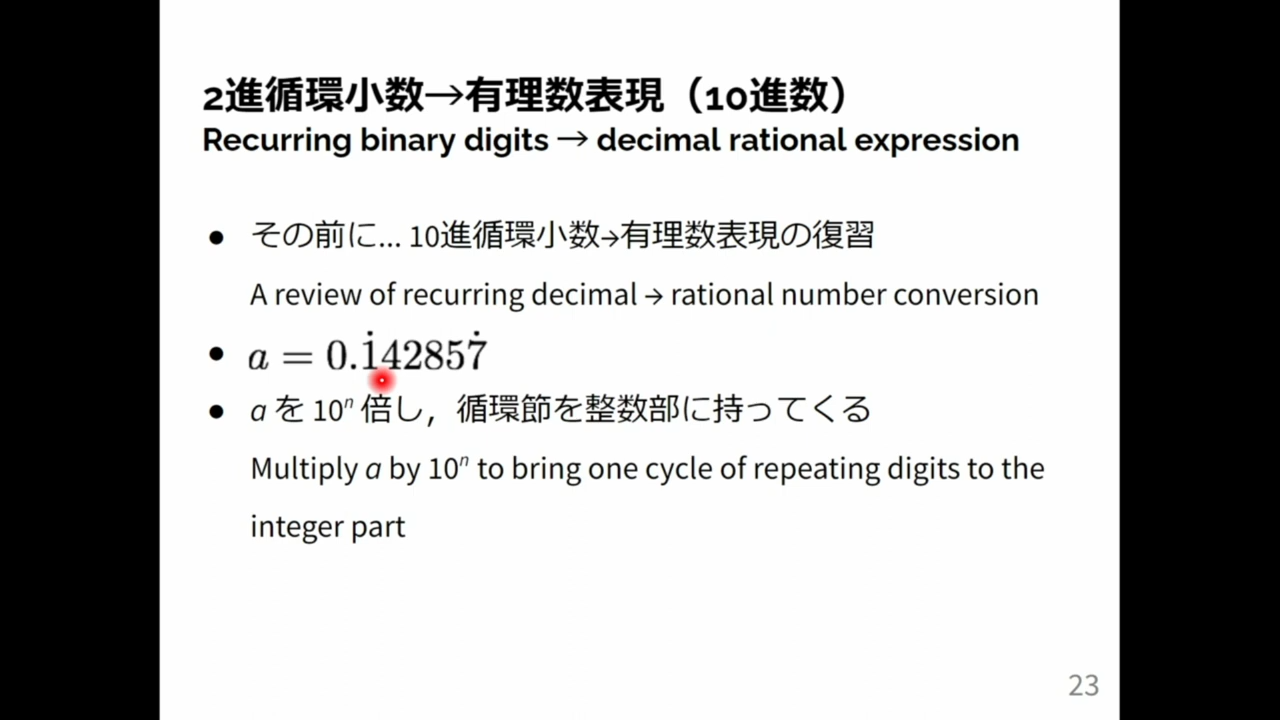 2進循環小数→有理数表現（10進数）
Recurring binary digits → decimal rational expression
● その前に... 10進循環小数→有理数表現の復習
A review of recurring decimal → rational number conversion
● a = 0.1̇42857̇
● a を 10ⁿ 倍し，循環節を整数部に持ってくる
Multiply a by 10ⁿ to bring one cycle of repeating digits to the
integer part
23